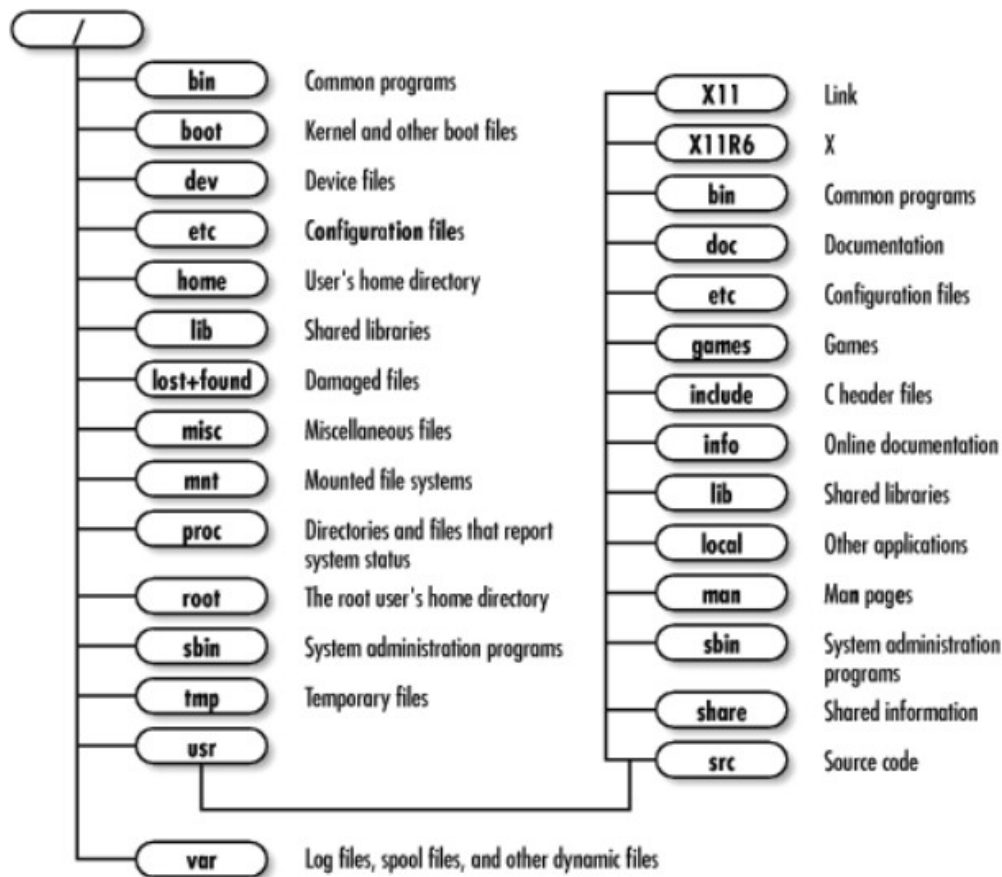 /
bin Common programs
boot Kernel and other boot files
dev Device files
etc Configuration files
home User's home directory
lib Shared libraries
lost+found Damaged files
misc Miscellaneous files
mnt Mounted file systems
proc Directories and files that report
system status
root The root user's home directory
sbin System administration programs
tmp Temporary files
usr
var Log files, spool files, and other dynamic files
X11 Link
X11R6 X
bin Common programs
doc Documentation
etc Configuration files
games Games
include C header files
info Online documentation
lib Shared libraries
local Other applications
man Man pages
sbin System administration
programs
share Shared information
src Source code